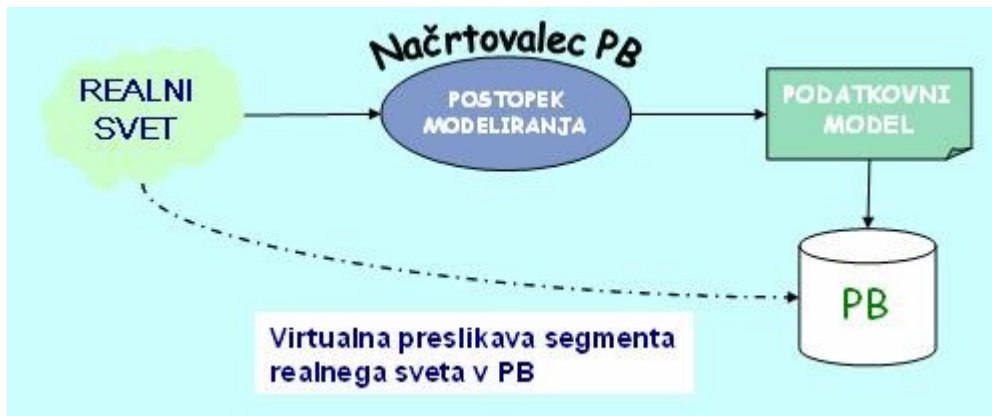 Načrtovalec PB
REALNI
SVET
POSTOPEK
MODELIRANJA
PODATKOVNI
MODEL
PB
Virtualna preslikava segmenta
realnega sveta v PB